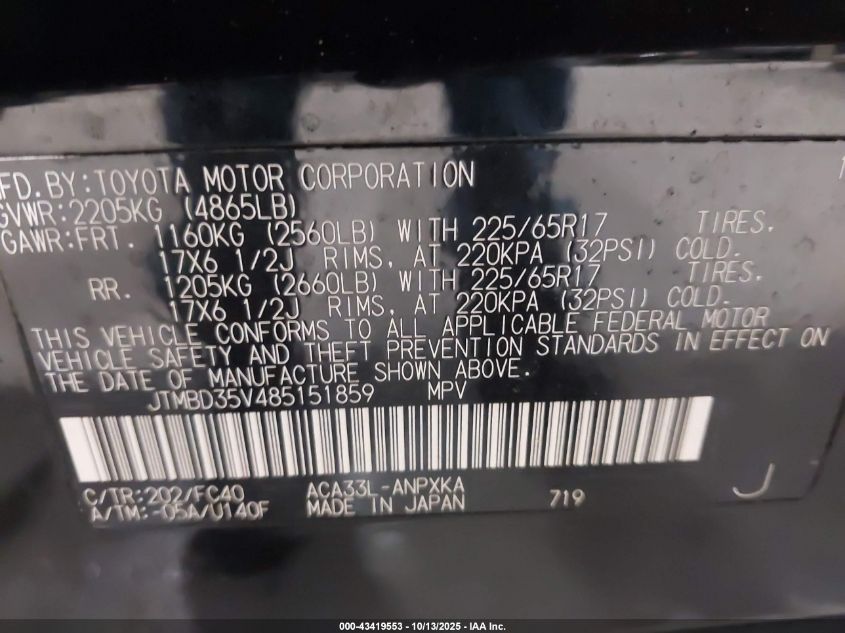 FD. BY: TOYOTA MOTOR CORPORATION 1
GVWR: 2205KG (4865LB)
GAWR: FRT. 1160KG (2560LB) WITH 225/65R17 TIRES.
17X6 1/2J RIMS, AT 220KPA (32PSI) COLD.
RR. 1205KG (2660LB) WITH 225/65R17 TIRES.
17X6 1/2J RIMS, AT 220KPA (32PSI) COLD.
THIS VEHICLE CONFORMS TO ALL APPLICABLE FEDERAL MOTOR
VEHICLE SAFETY AND THEFT PREVENTION STANDARDS IN EFFECT ON
THE DATE OF MANUFACTURE SHOWN ABOVE.
JTMBD35V485151859 MPV
C/TR: 202/FC40 ACA33L-ANPXKA 719 J
A/TM: -05A/U140F MADE IN JAPAN
000-43419553 - 10/13/2025 - IAA Inc.